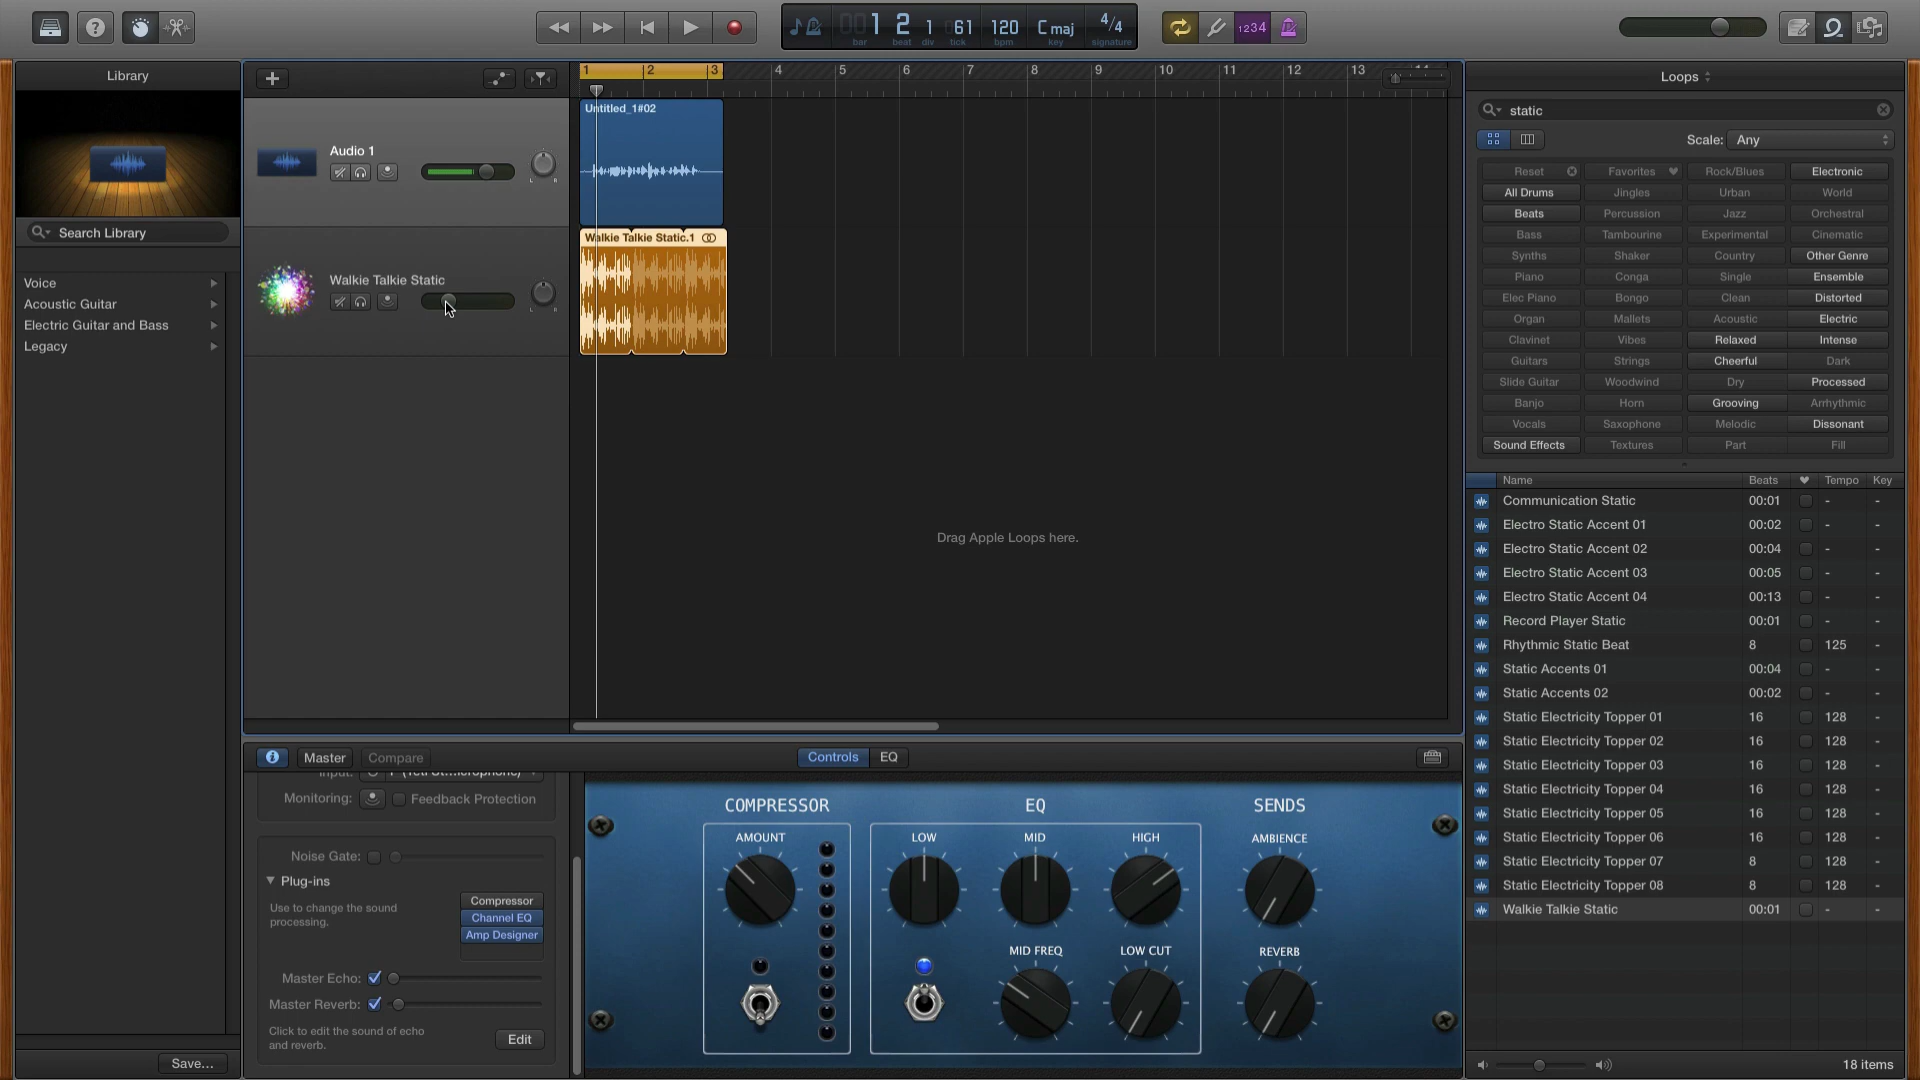 1 2 1 61 120 C maj 4/4
bar beat div tick bpm key signature
1234
Library
Search Library
Voice
Acoustic Guitar
Electric Guitar and Bass
Legacy
Save...
Audio 1
L R
Walkie Talkie Static
L R
1 2 3 4 5 6 7 8 9 10 11 12 13
Untitled_1#02
Walkie Talkie Static.1
Drag Apple Loops here.
Master Compare
Controls EQ
Monitoring: Feedback Protection
Noise Gate:
Plug-ins
Use to change the sound
processing.
Compressor
Channel EQ
Amp Designer
Master Echo:
Master Reverb:
Click to edit the sound of echo
and reverb.
Edit
COMPRESSOR EQ SENDS
AMOUNT LOW MID HIGH AMBIENCE
MID FREQ LOW CUT REVERB
Loops
static
Scale: Any
Reset Favorites Rock/Blues Electronic
All Drums Jingles Urban World
Beats Percussion Jazz Orchestral
Bass Tambourine Experimental Cinematic
Synths Shaker Country Other Genre
Piano Conga Single Ensemble
Elec Piano Bongo Clean Distorted
Organ Mallets Acoustic Electric
Clavinet Vibes Relaxed Intense
Guitars Strings Cheerful Dark
Slide Guitar Woodwind Dry Processed
Banjo Horn Grooving Arrhythmic
Vocals Saxophone Melodic Dissonant
Sound Effects Textures Part Fill
Name Beats Tempo Key
Communication Static 00:01 - -
Electro Static Accent 01 00:02 - -
Electro Static Accent 02 00:04 - -
Electro Static Accent 03 00:05 - -
Electro Static Accent 04 00:13 - -
Record Player Static 00:01 - -
Rhythmic Static Beat 8 125 -
Static Accents 01 00:04 - -
Static Accents 02 00:02 - -
Static Electricity Topper 01 16 128 -
Static Electricity Topper 02 16 128 -
Static Electricity Topper 03 16 128 -
Static Electricity Topper 04 16 128 -
Static Electricity Topper 05 16 128 -
Static Electricity Topper 06 16 128 -
Static Electricity Topper 07 8 128 -
Static Electricity Topper 08 8 128 -
Walkie Talkie Static 00:01 - -
18 items